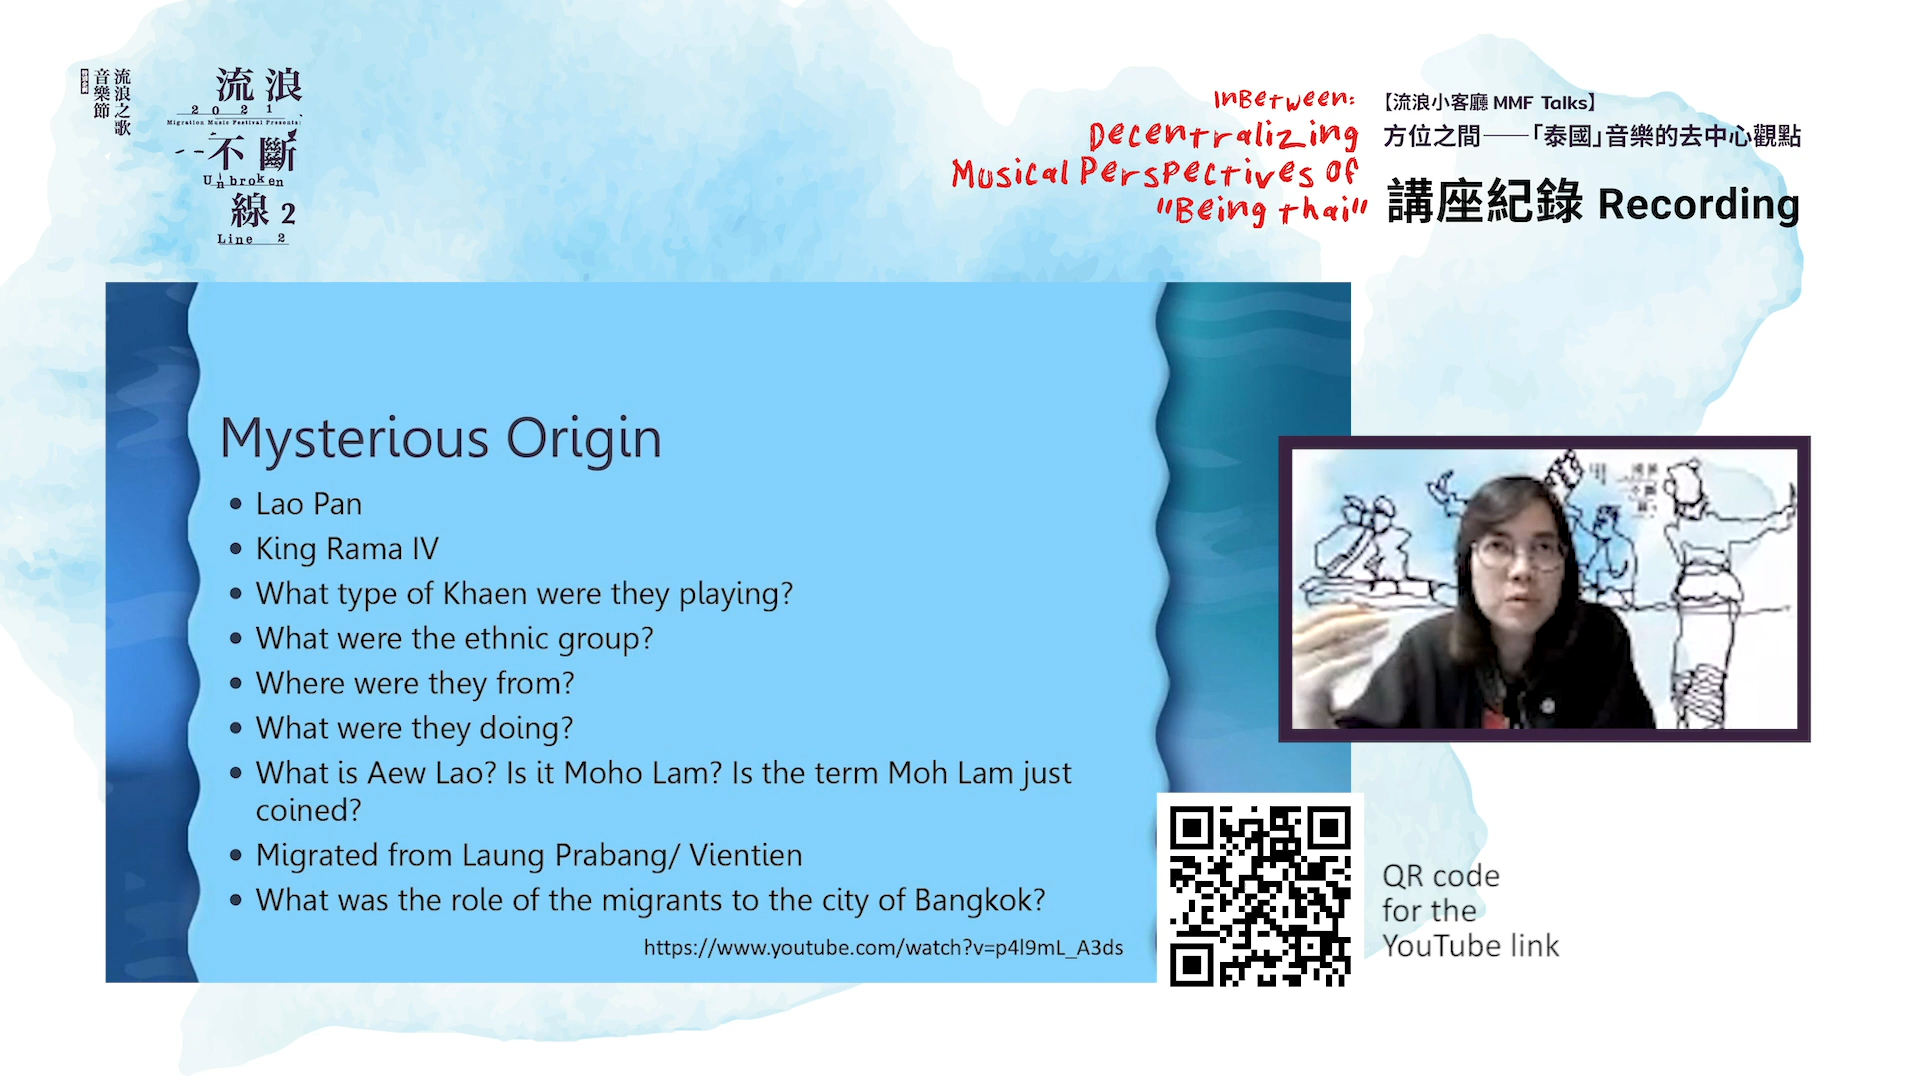 流浪之歌
音樂節
流浪
2021
Migration Music Festival Presents:
不斷
Unbroken
線2
Line 2
InBetween:
Decentralizing
Musical Perspectives of
"Being thai"
【流浪小客廳 MMF Talks】
方位之間——「泰國」音樂的去中心觀點
講座紀錄 Recording
Mysterious Origin
• Lao Pan
• King Rama IV
• What type of Khaen were they playing?
• What were the ethnic group?
• Where were they from?
• What were they doing?
• What is Aew Lao? Is it Moho Lam? Is the term Moh Lam just
coined?
• Migrated from Laung Prabang/ Vientien
• What was the role of the migrants to the city of Bangkok?
https://www.youtube.com/watch?v=p4l9mL_A3ds
QR code
for the
YouTube link